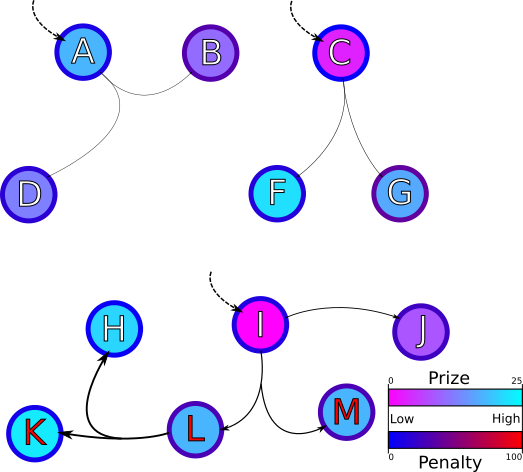 A B C
D F G
H I J
K L M
Prize
0 25
Low High
0 100
Penalty